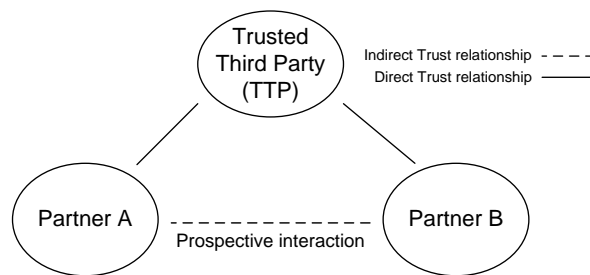 Trusted
Third Party
(TTP)
Indirect Trust relationship
Direct Trust relationship
Partner A
Partner B
Prospective interaction